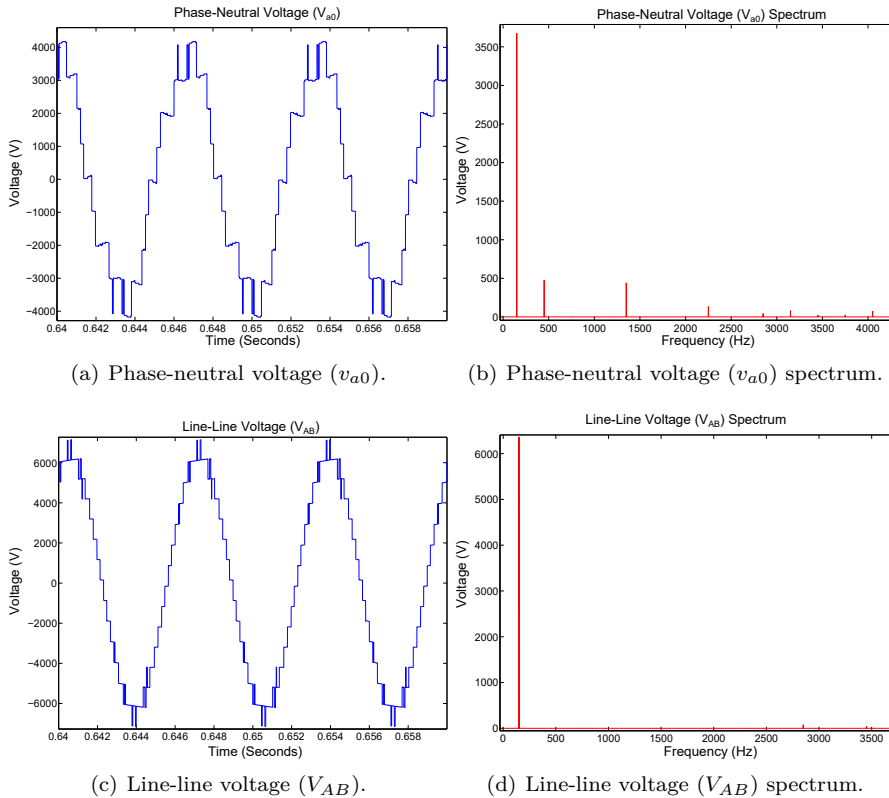 Phase-Neutral Voltage (Va0)
4000
3000
2000
1000
0
−1000
−2000
−3000
−4000
Voltage (V)
0.64 0.642 0.644 0.646 0.648 0.65 0.652 0.654 0.656 0.658
Time (Seconds)
(a) Phase-neutral voltage (va0).
Phase-Neutral Voltage (Va0) Spectrum
3500
3000
2500
2000
1500
1000
500
0
Voltage (V)
0 500 1000 1500 2000 2500 3000 3500 4000
Frequency (Hz)
(b) Phase-neutral voltage (va0) spectrum.
Line-Line Voltage (VAB)
6000
4000
2000
0
−2000
−4000
−6000
Voltage (V)
0.64 0.642 0.644 0.646 0.648 0.65 0.652 0.654 0.656 0.658
Time (Seconds)
(c) Line-line voltage (VAB).
Line-Line Voltage (VAB) Spectrum
6000
5000
4000
3000
2000
1000
0
Voltage (V)
0 500 1000 1500 2000 2500 3000 3500
Frequency (Hz)
(d) Line-line voltage (VAB) spectrum.